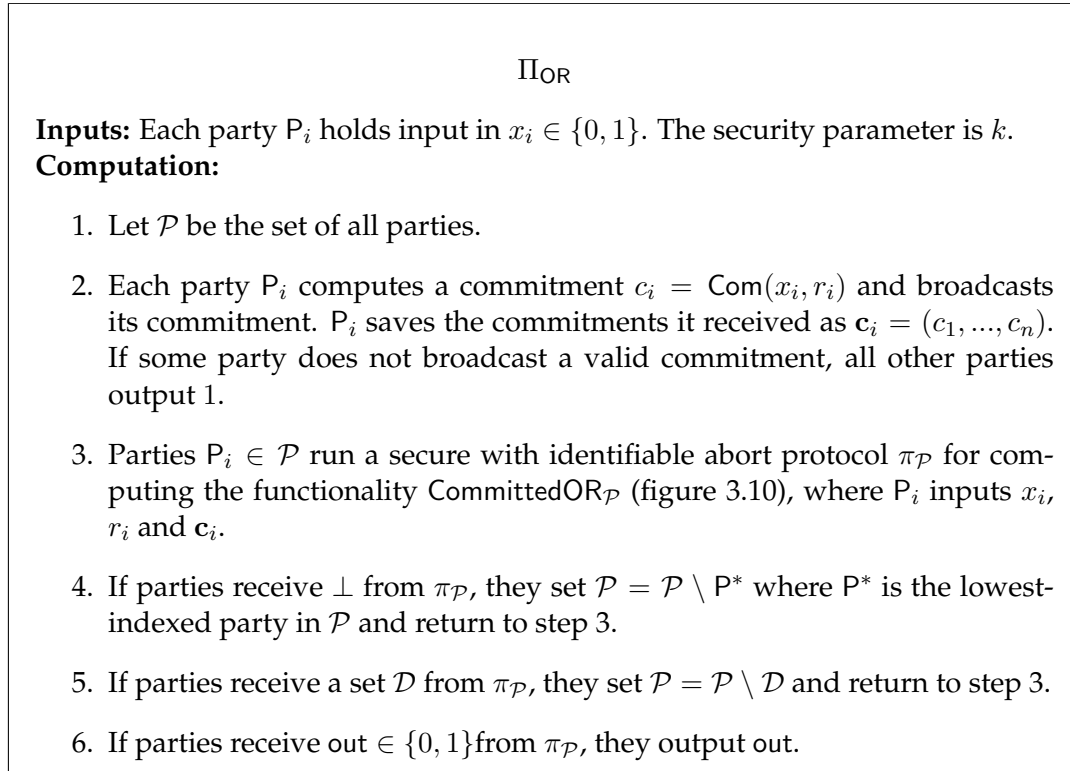 Π_OR
Inputs: Each party P_i holds input in x_i ∈ {0, 1}. The security parameter is k.
Computation:
1. Let 𝒫 be the set of all parties.
2. Each party P_i computes a commitment c_i = Com(x_i, r_i) and broadcasts
its commitment. P_i saves the commitments it received as 𝐜_i = (c_1, ..., c_n).
If some party does not broadcast a valid commitment, all other parties
output 1.
3. Parties P_i ∈ 𝒫 run a secure with identifiable abort protocol π_𝒫 for com-
puting the functionality CommittedOR_𝒫 (figure 3.10), where P_i inputs x_i,
r_i and 𝐜_i.
4. If parties receive ⊥ from π_𝒫, they set 𝒫 = 𝒫 \ P* where P* is the lowest-
indexed party in 𝒫 and return to step 3.
5. If parties receive a set 𝒟 from π_𝒫, they set 𝒫 = 𝒫 \ 𝒟 and return to step 3.
6. If parties receive out ∈ {0, 1}from π_𝒫, they output out.